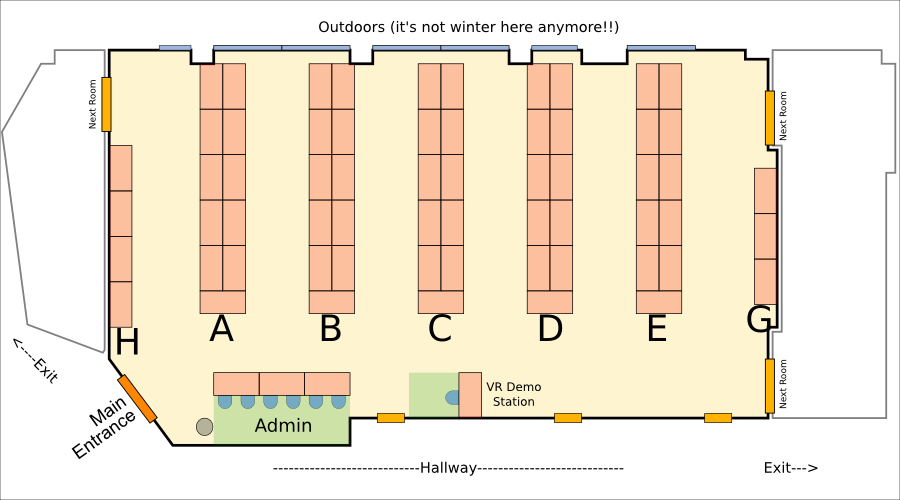 Outdoors (it's not winter here anymore!!)
Next Room
Next Room
H
A
B
C
D
E
G
<----Exit
Main
Entrance
Admin
VR Demo
Station
Next Room
----------------------------Hallway----------------------------
Exit--->